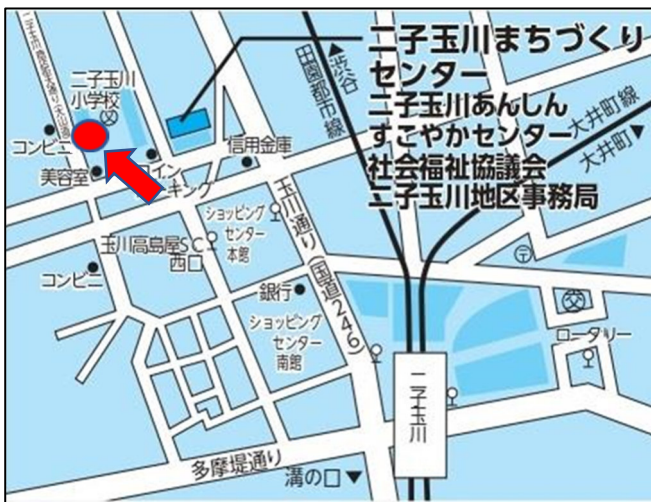 二子玉川まちづくり
センター
二子玉川あんしん
すこやかセンター
社会福祉協議会
二子玉川地区事務局
▲渋谷
田園都市線
大井町線
大井町▶
二子玉川
小学校
コンビニ
美容室
コイン
パーキング
信用金庫
ショッピング
センター
本館
玉川通り(国道246)
玉川高島屋SC
西口
コンビニ
銀行
ショッピング
センター
南館
ロータリー
二子玉川
多摩堤通り
溝の口▼